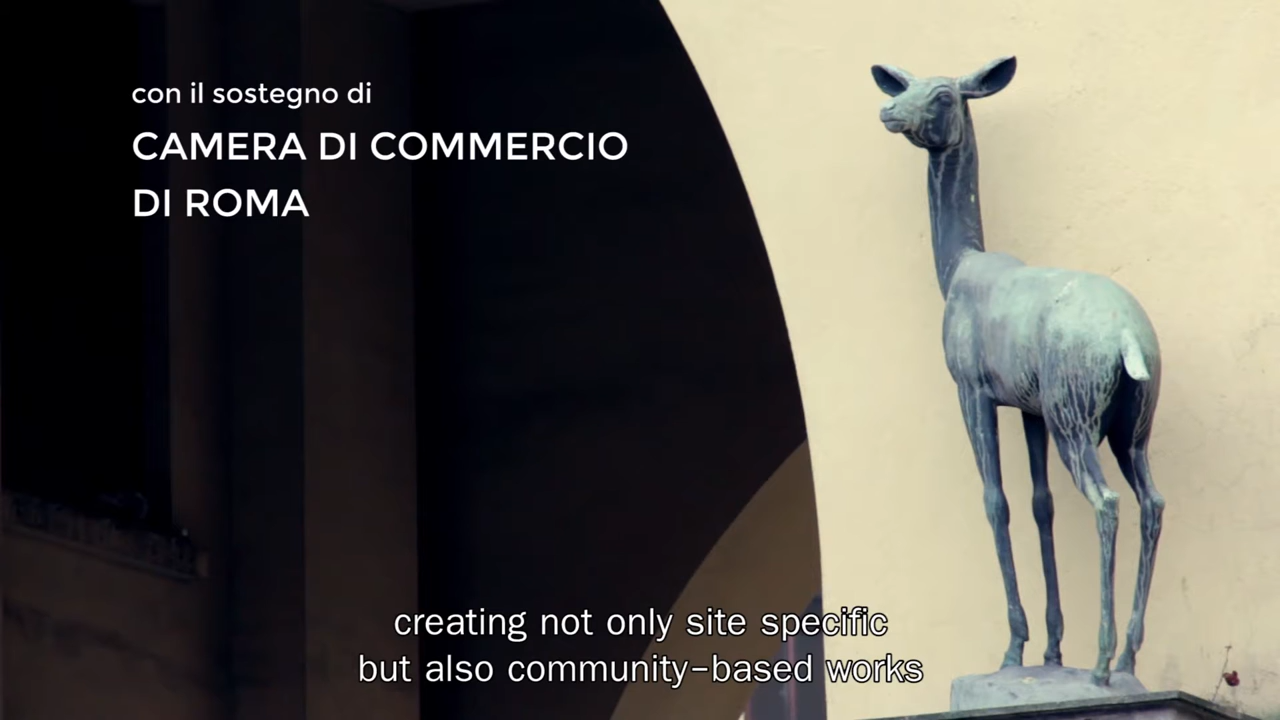 con il sostegno di
CAMERA DI COMMERCIO
DI ROMA
creating not only site specific
but also community-based works